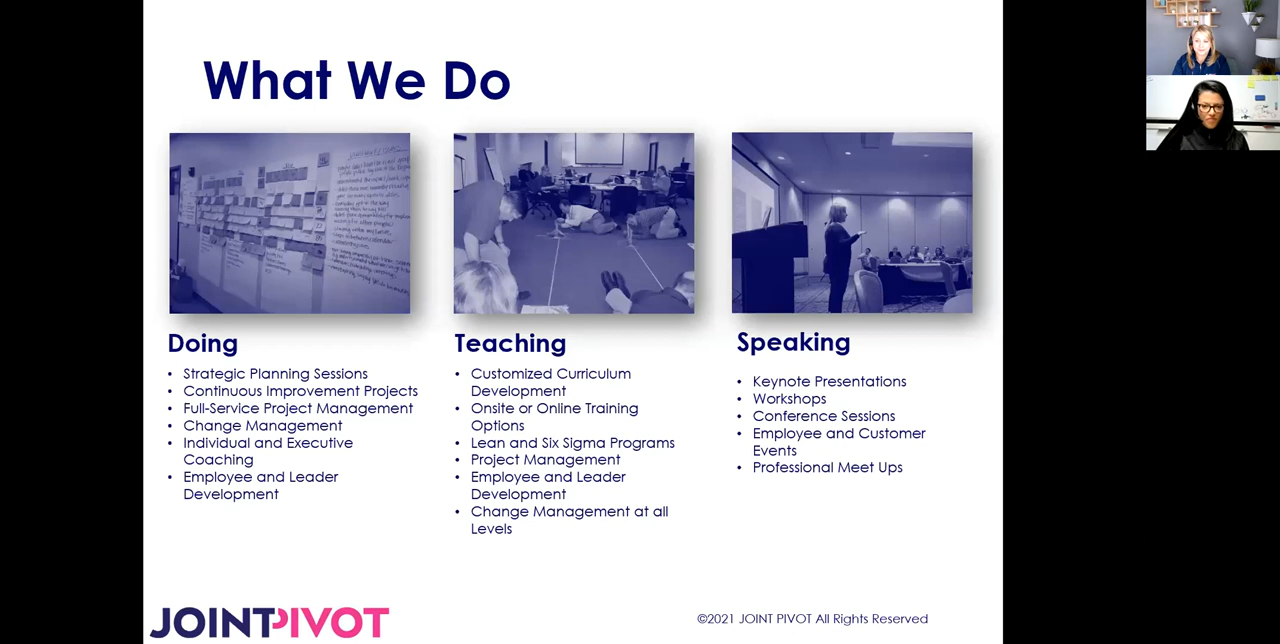 What We Do
Doing
• Strategic Planning Sessions
• Continuous Improvement Projects
• Full-Service Project Management
• Change Management
• Individual and Executive
Coaching
• Employee and Leader
Development
Teaching
• Customized Curriculum
Development
• Onsite or Online Training
Options
• Lean and Six Sigma Programs
• Project Management
• Employee and Leader
Development
• Change Management at all
Levels
Speaking
• Keynote Presentations
• Workshops
• Conference Sessions
• Employee and Customer
Events
• Professional Meet Ups
JOINTPIVOT
©2021 JOINT PIVOT All Rights Reserved